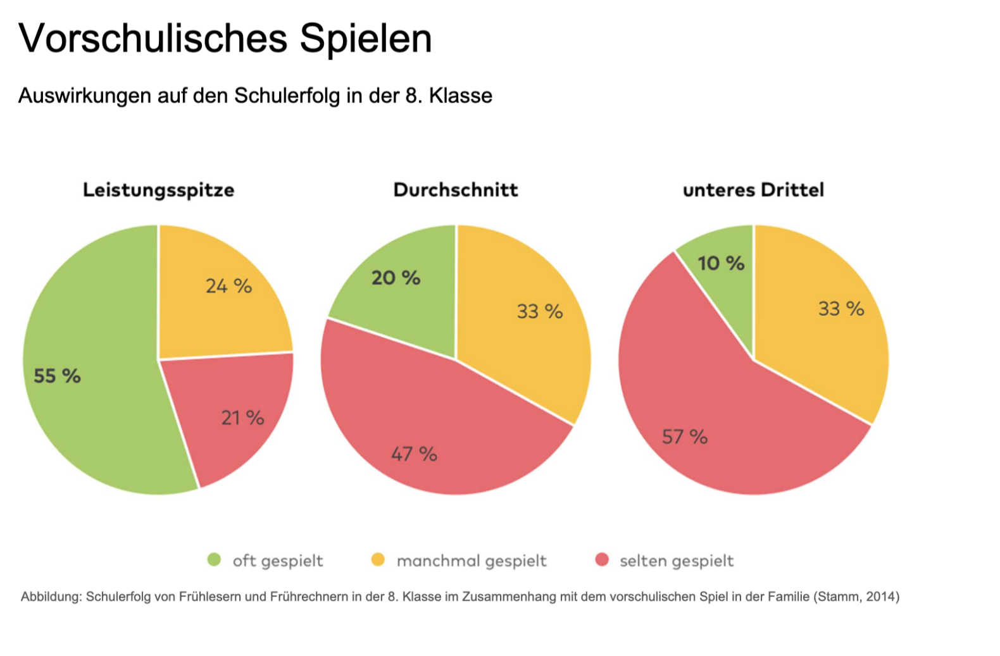 Vorschulisches Spielen
Auswirkungen auf den Schulerfolg in der 8. Klasse
Leistungsspitze
Durchschnitt
unteres Drittel
24 %
55 %
21 %
20 %
33 %
47 %
10 %
33 %
57 %
oft gespielt
manchmal gespielt
selten gespielt
Abbildung: Schulerfolg von Frühlesern und Frührechnern in der 8. Klasse im Zusammenhang mit dem vorschulischen Spiel in der Familie (Stamm, 2014)